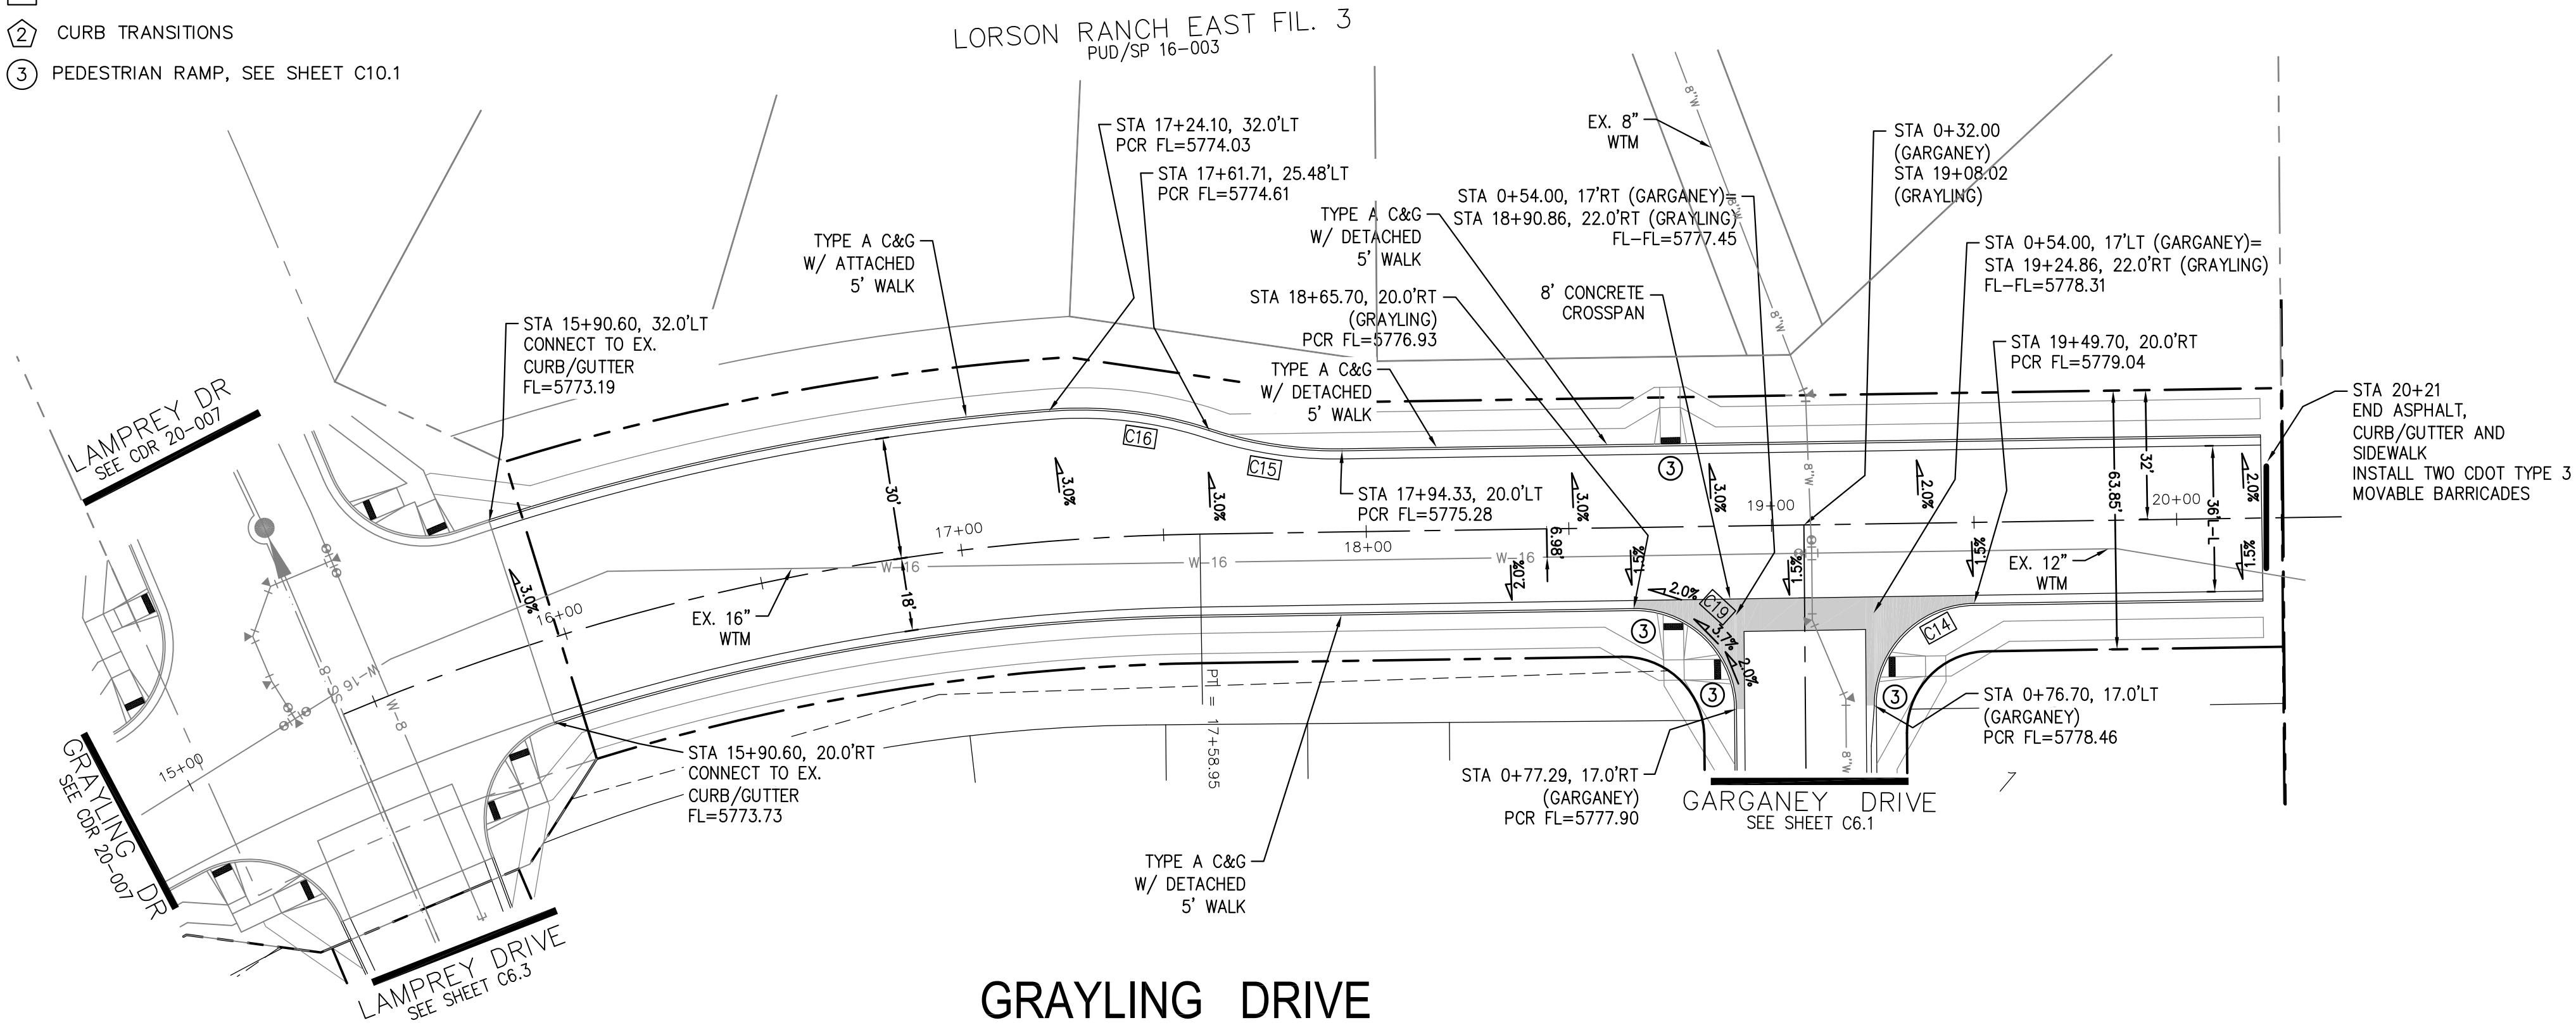 2 CURB TRANSITIONS
3 PEDESTRIAN RAMP, SEE SHEET C10.1
LORSON RANCH EAST FIL. 3
PUD/SP 16-003
STA 17+24.10, 32.0'LT
PCR FL=5774.03
STA 17+61.71, 25.48'LT
PCR FL=5774.61
EX. 8"
WTM
8"W
8"W
8"W
8"W
8"W
STA 0+32.00
(GARGANEY)
STA 19+08.02
(GRAYLING)
STA 0+54.00, 17'RT (GARGANEY)=
STA 18+90.86, 22.0'RT (GRAYLING)
FL-FL=5777.45
TYPE A C&G
W/ DETACHED
5' WALK
TYPE A C&G
W/ ATTACHED
5' WALK
STA 0+54.00, 17'LT (GARGANEY)=
STA 19+24.86, 22.0'RT (GRAYLING)
FL-FL=5778.31
STA 18+65.70, 20.0'RT
(GRAYLING)
PCR FL=5776.93
8' CONCRETE
CROSSPAN
STA 15+90.60, 32.0'LT
CONNECT TO EX.
CURB/GUTTER
FL=5773.19
STA 19+49.70, 20.0'RT
PCR FL=5779.04
TYPE A C&G
W/ DETACHED
5' WALK
STA 20+21
END ASPHALT,
CURB/GUTTER AND
SIDEWALK
INSTALL TWO CDOT TYPE 3
MOVABLE BARRICADES
LAMPREY DR
SEE CDR 20-007
C16
C15
3
STA 17+94.33, 20.0'LT
PCR FL=5775.28
30'
18'
3.0%
3.0%
3.0%
3.0%
3.0%
2.0%
2.0%
32'
63.85'
36'L-L
15+00
16+00
17+00
18+00
19+00
20+00
6.98'
W-16
W-16
W-16
W-16
W-8
SS-8
2.0%
1.5%
1.5%
1.5%
1.5%
EX. 16"
WTM
EX. 12"
WTM
2.0%
C19
3.7%
2.0%
C14
3
3
3
PT = 17+58.95
STA 0+76.70, 17.0'LT
(GARGANEY)
PCR FL=5778.46
STA 15+90.60, 20.0'RT
CONNECT TO EX.
CURB/GUTTER
FL=5773.73
STA 0+77.29, 17.0'RT
(GARGANEY)
PCR FL=5777.90
GARGANEY DRIVE
SEE SHEET C6.1
7
GRAYLING DR
SEE CDR 20-007
TYPE A C&G
W/ DETACHED
5' WALK
LAMPREY DRIVE
SEE SHEET C6.3
GRAYLING DRIVE